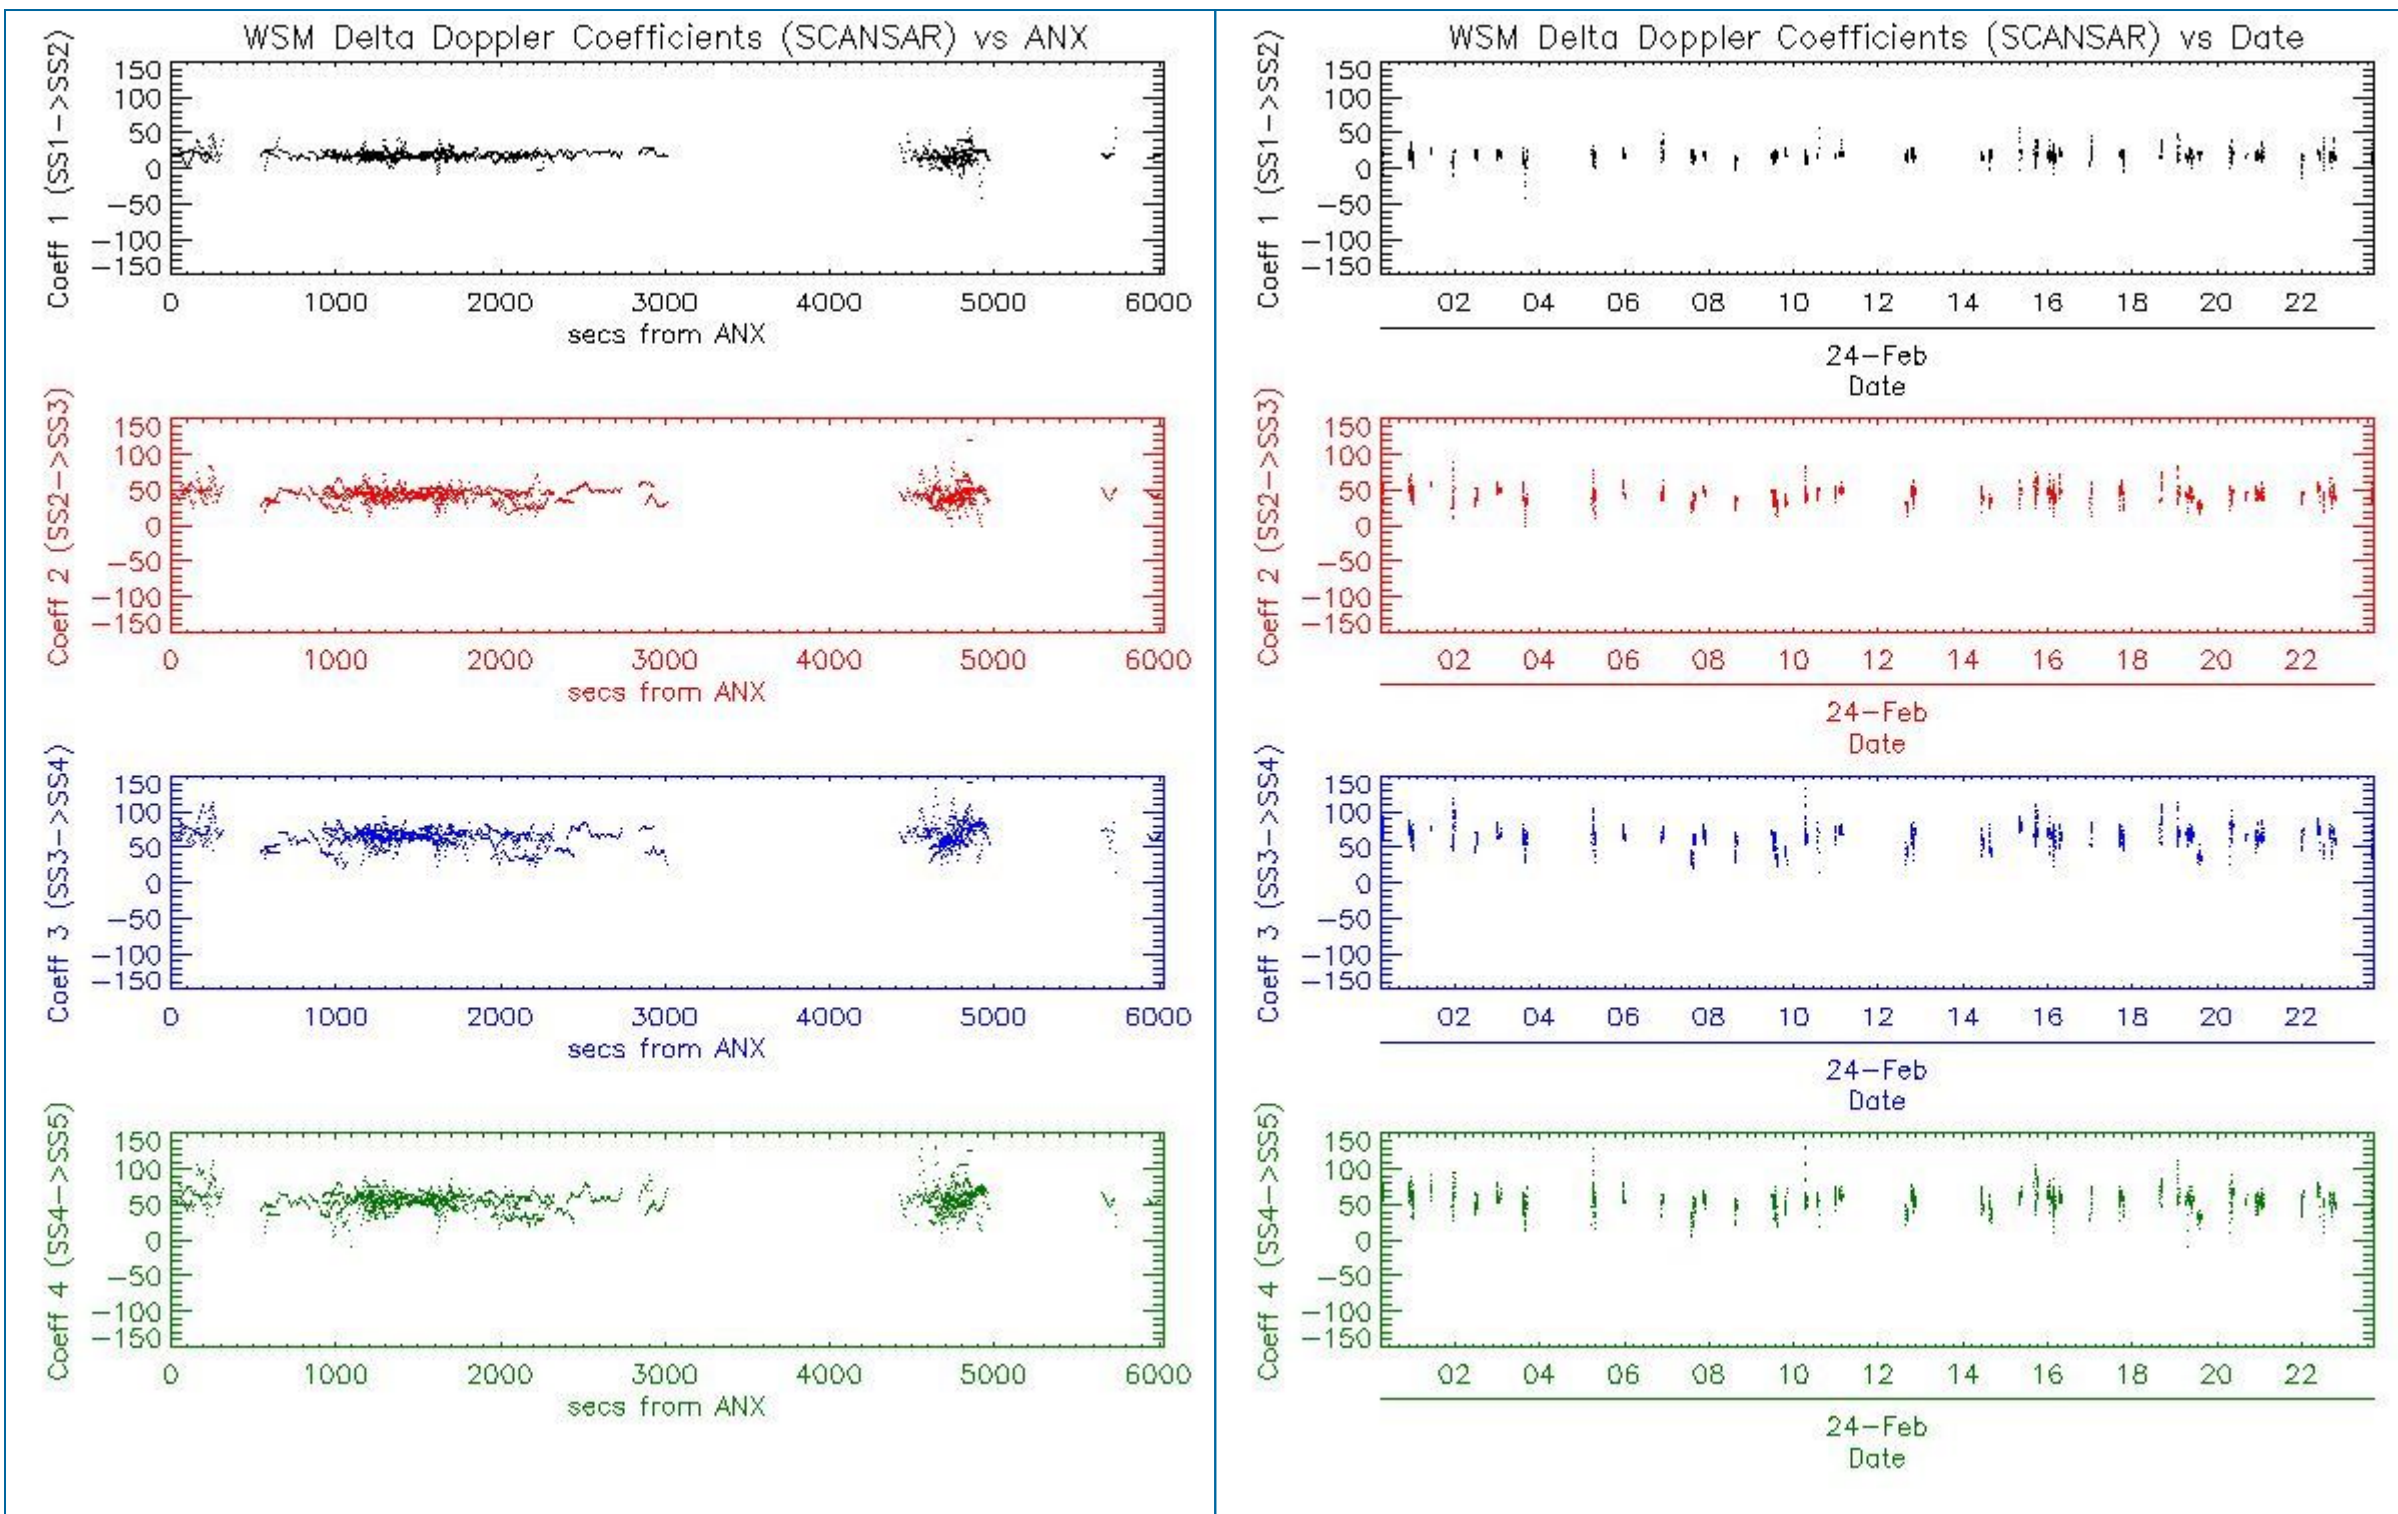 WSM Delta Doppler Coefficients (SCANSAR) vs ANX
Coeff 1 (SS1->SS2)
150
100
50
0
-50
-100
-150
0 1000 2000 3000 4000 5000 6000
secs from ANX
Coeff 2 (SS2->SS3)
150
100
50
0
-50
-100
-150
0 1000 2000 3000 4000 5000 6000
secs from ANX
Coeff 3 (SS3->SS4)
150
100
50
0
-50
-100
-150
0 1000 2000 3000 4000 5000 6000
secs from ANX
Coeff 4 (SS4->SS5)
150
100
50
0
-50
-100
-150
0 1000 2000 3000 4000 5000 6000
secs from ANX
WSM Delta Doppler Coefficients (SCANSAR) vs Date
Coeff 1 (SS1->SS2)
150
100
50
0
-50
-100
-150
02 04 06 08 10 12 14 16 18 20 22
24-Feb
Date
Coeff 2 (SS2->SS3)
150
100
50
0
-50
-100
-150
02 04 06 08 10 12 14 16 18 20 22
24-Feb
Date
Coeff 3 (SS3->SS4)
150
100
50
0
-50
-100
-150
02 04 06 08 10 12 14 16 18 20 22
24-Feb
Date
Coeff 4 (SS4->SS5)
150
100
50
0
-50
-100
-150
02 04 06 08 10 12 14 16 18 20 22
24-Feb
Date